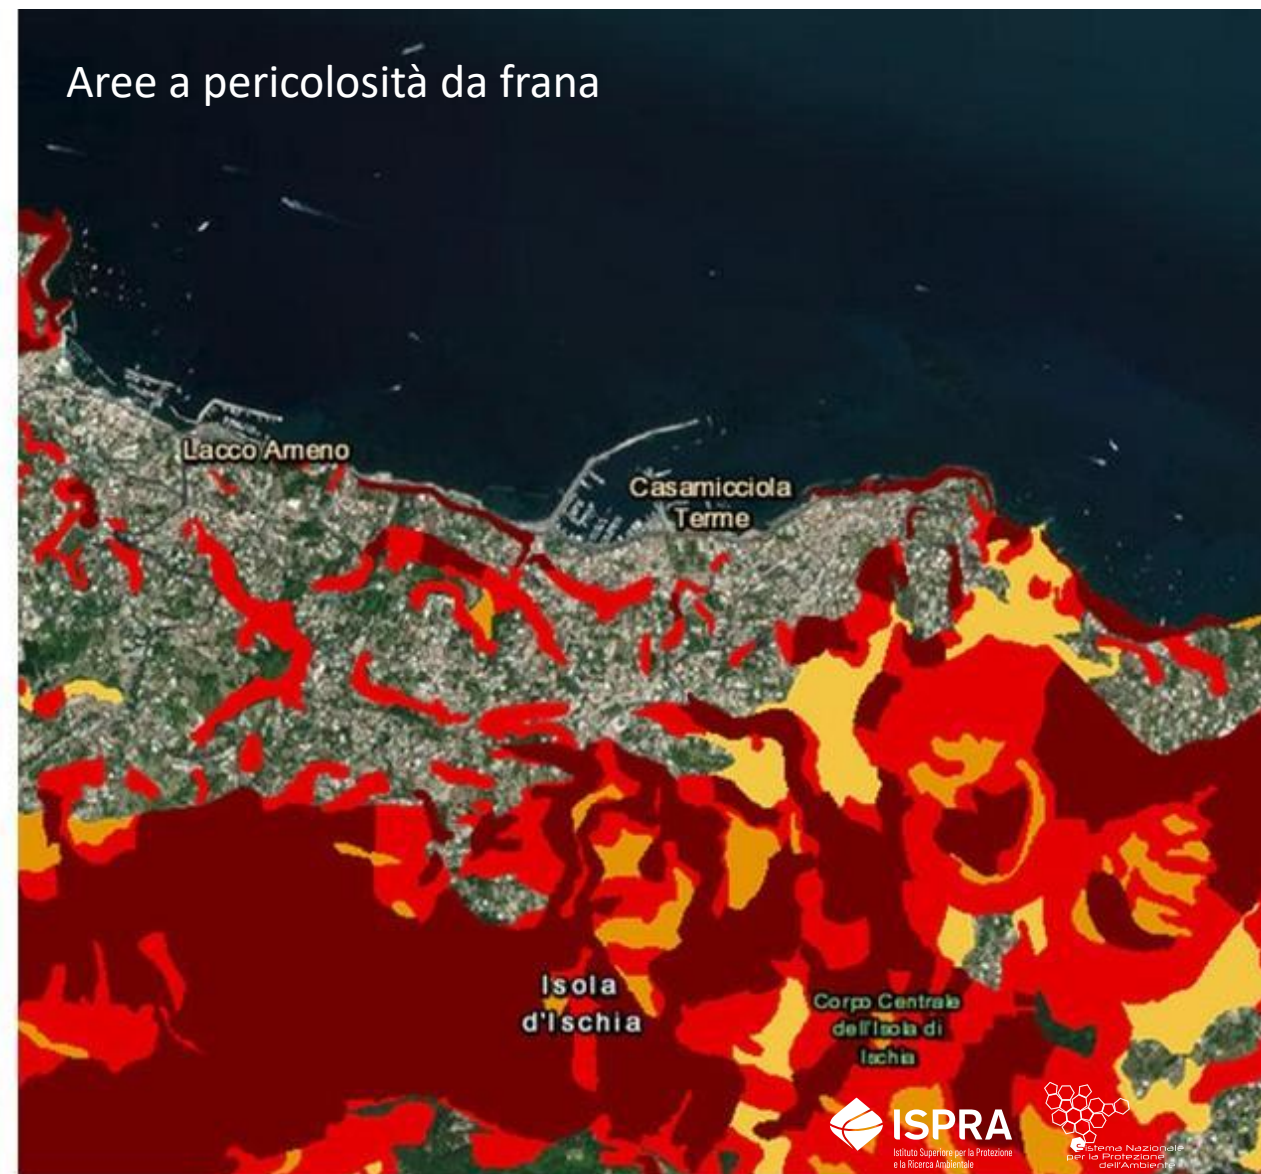 Aree a pericolosità da frana
Lacco Ameno
Casamicciola
Terme
Isola
d'Ischia
Corpo Centrale
dell'Isola di
Ischia
ISPRA
Istituto Superiore per la Protezione
e la Ricerca Ambientale
Sistema Nazionale
per la Protezione
dell'Ambiente